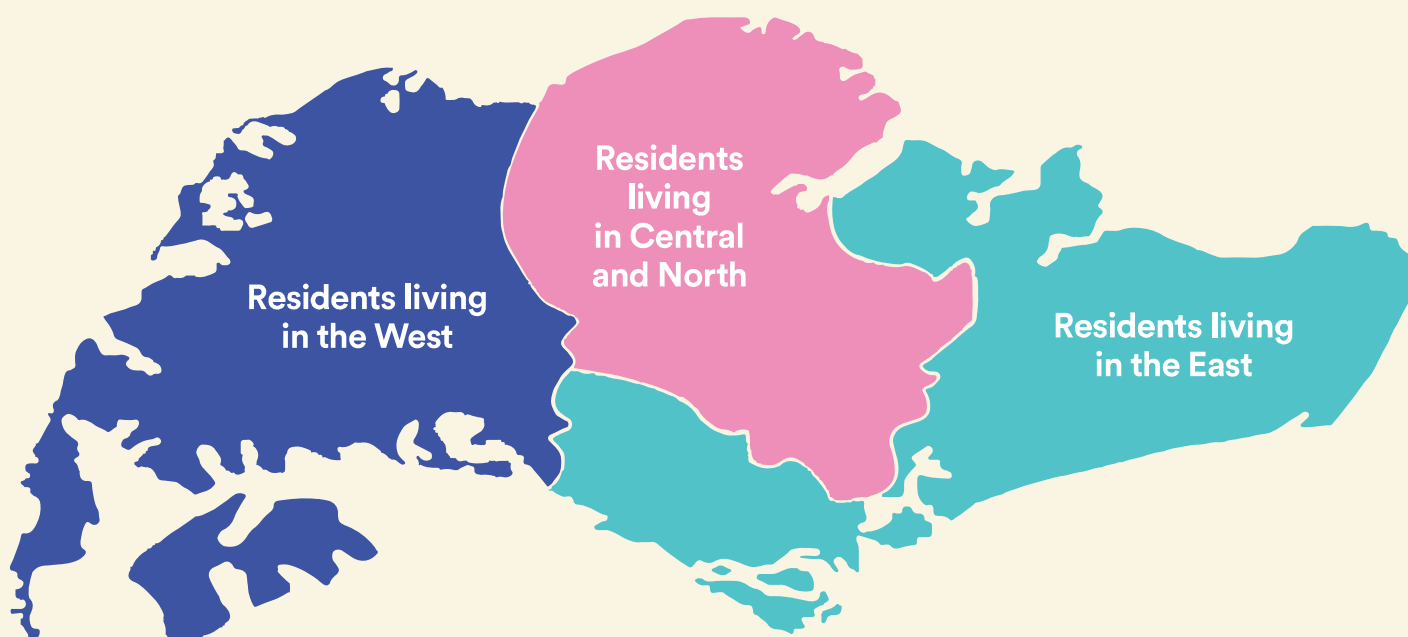 Residents living
in the West
Residents
living
in Central
and North
Residents living
in the East